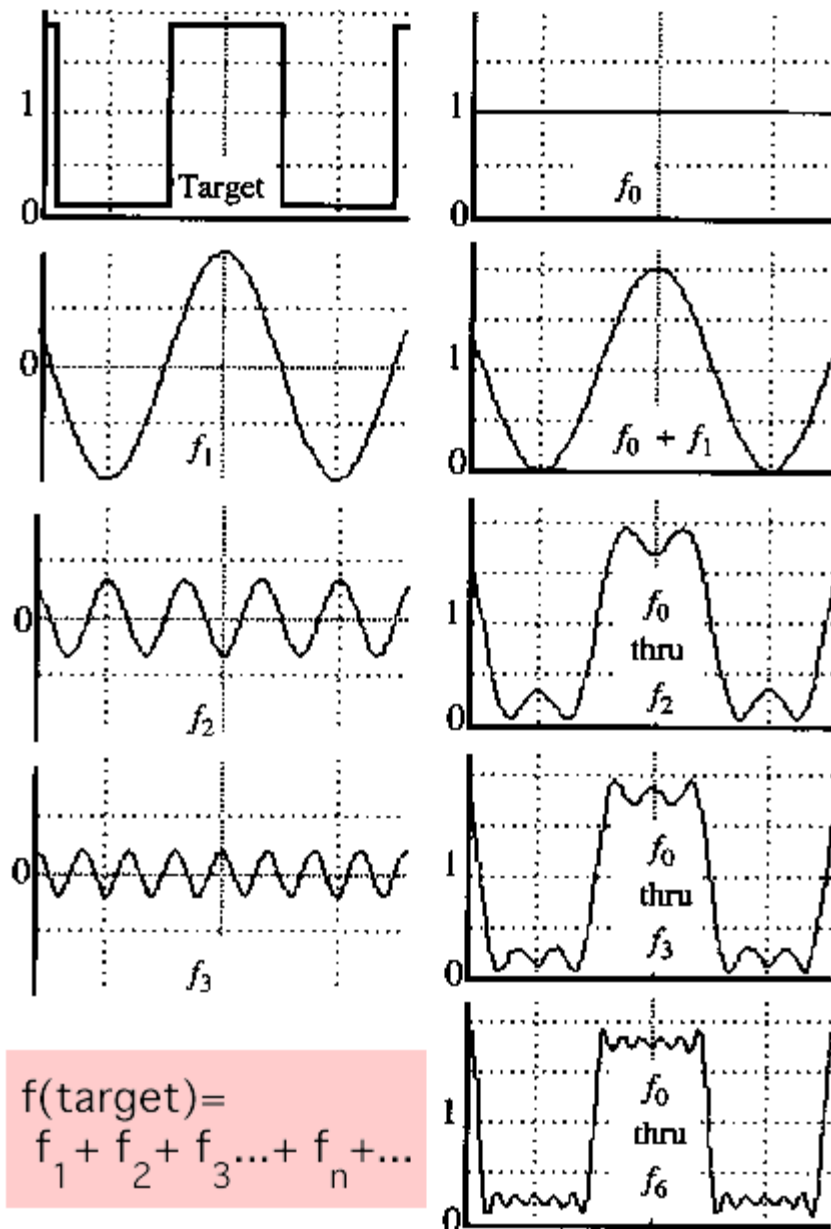 1
0
Target
1
0
f0
0
f1
1
0
f0 + f1
0
f2
1
0
f0
thru
f2
0
f3
1
0
f0
thru
f3
f(target)=
f1+ f2+ f3...+ fn+...
1
0
f0
thru
f6